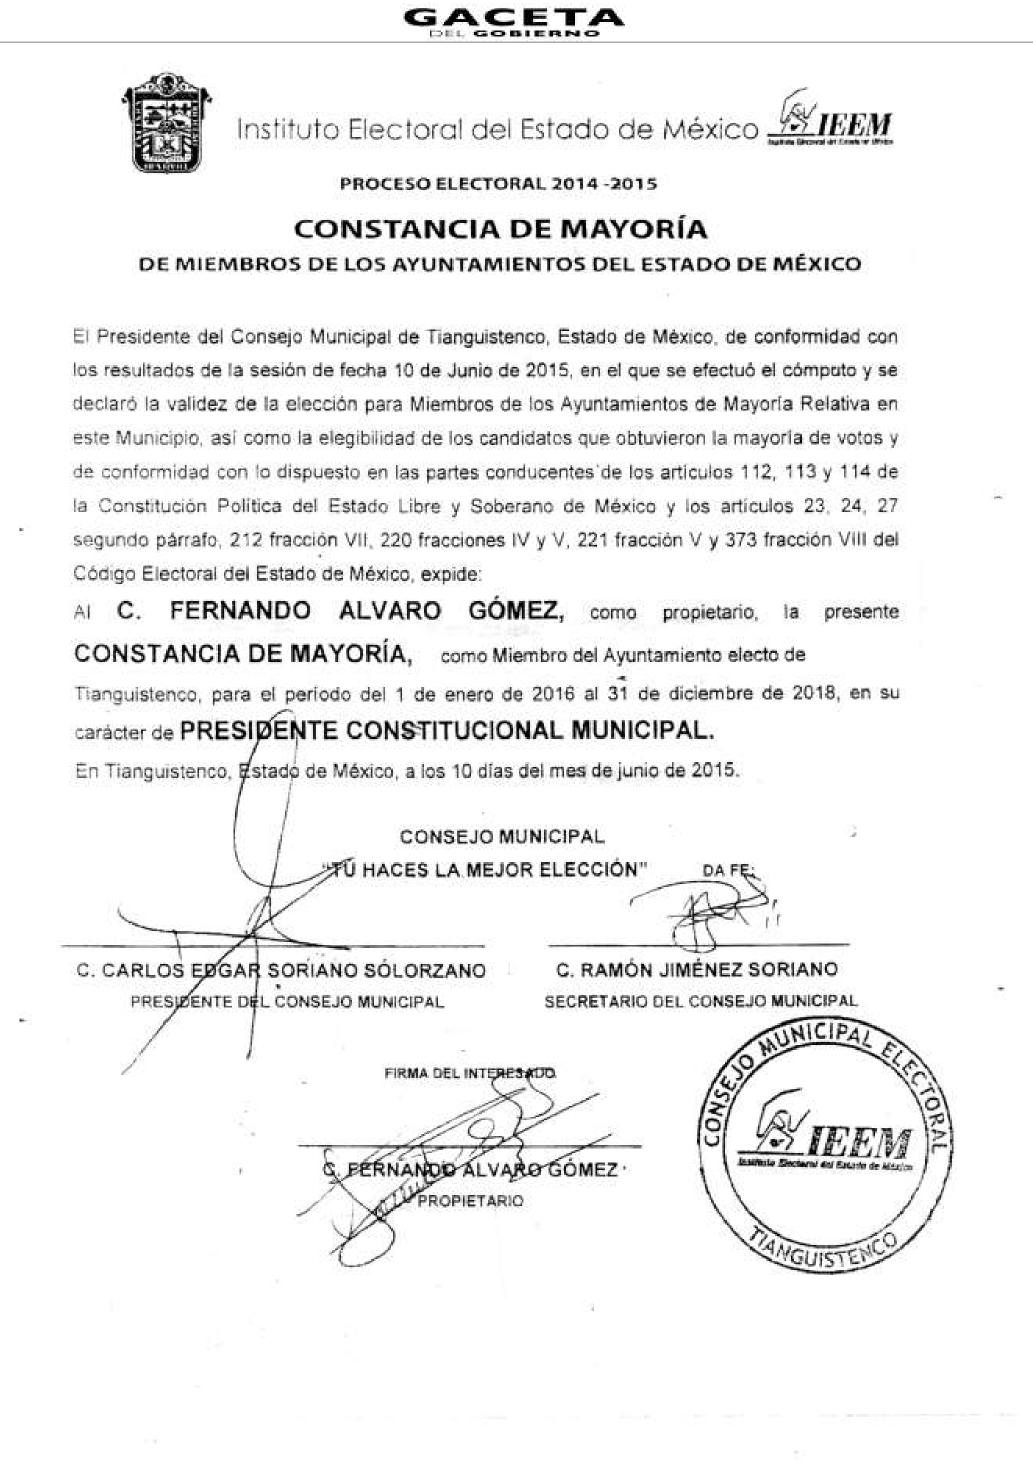 GACETA
DEL GOBIERNO
Instituto Electoral del Estado de México
IEEM
Instituto Electoral del Estado de México
PROCESO ELECTORAL 2014 -2015
CONSTANCIA DE MAYORÍA
DE MIEMBROS DE LOS AYUNTAMIENTOS DEL ESTADO DE MÉXICO
El Presidente del Consejo Municipal de Tianguistenco, Estado de México, de conformidad con
los resultados de la sesión de fecha 10 de Junio de 2015, en el que se efectuó el cómputo y se
declaró la validez de la elección para Miembros de los Ayuntamientos de Mayoría Relativa en
este Municipio, así como la elegibilidad de los candidatos que obtuvieron la mayoría de votos y
de conformidad con lo dispuesto en las partes conducentes de los artículos 112, 113 y 114 de
la Constitución Política del Estado Libre y Soberano de México y los artículos 23, 24, 27
segundo párrafo, 212 fracción VII, 220 fracciones IV y V, 221 fracción V y 373 fracción VIII del
Código Electoral del Estado de México, expide:
Al C. FERNANDO ALVARO GÓMEZ, como propietario, la presente
CONSTANCIA DE MAYORÍA, como Miembro del Ayuntamiento electo de
Tianguistenco, para el periodo del 1 de enero de 2016 al 31 de diciembre de 2018, en su
carácter de PRESIDENTE CONSTITUCIONAL MUNICIPAL.
En Tianguistenco, Estado de México, a los 10 días del mes de junio de 2015.
CONSEJO MUNICIPAL
"TÚ HACES LA MEJOR ELECCIÓN" DA FE:
C. CARLOS EDGAR SORIANO SÓLORZANO C. RAMÓN JIMÉNEZ SORIANO
PRESIDENTE DEL CONSEJO MUNICIPAL SECRETARIO DEL CONSEJO MUNICIPAL
FIRMA DEL INTERESADO
C. FERNANDO ALVARO GÓMEZ
PROPIETARIO
CONSEJO MUNICIPAL ELECTORAL
IEEM
Instituto Electoral del Estado de México
TIANGUISTENCO